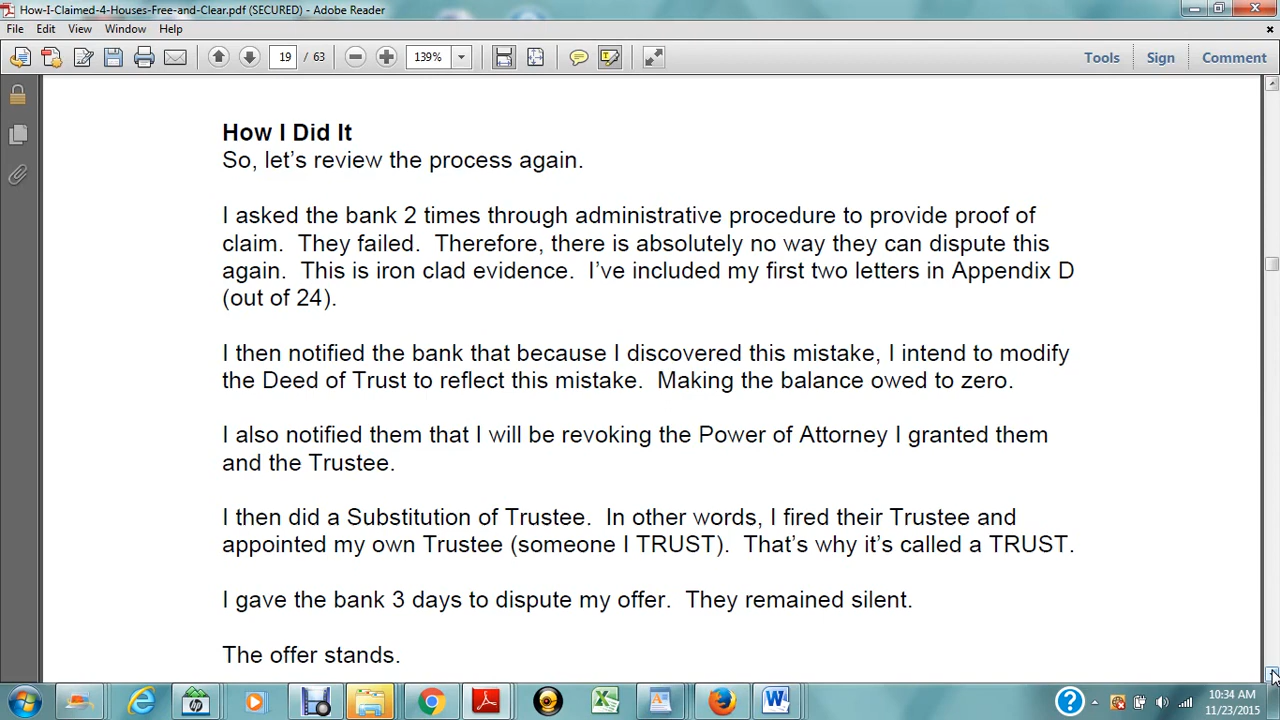 How-I-Claimed-4-Houses-Free-and-Clear.pdf (SECURED) - Adobe Reader
File Edit View Window Help
19 / 63 139% Tools Sign Comment
How I Did It
So, let's review the process again.
I asked the bank 2 times through administrative procedure to provide proof of
claim. They failed. Therefore, there is absolutely no way they can dispute this
again. This is iron clad evidence. I've included my first two letters in Appendix D
(out of 24).
I then notified the bank that because I discovered this mistake, I intend to modify
the Deed of Trust to reflect this mistake. Making the balance owed to zero.
I also notified them that I will be revoking the Power of Attorney I granted them
and the Trustee.
I then did a Substitution of Trustee. In other words, I fired their Trustee and
appointed my own Trustee (someone I TRUST). That's why it's called a TRUST.
I gave the bank 3 days to dispute my offer. They remained silent.
The offer stands.
10:34 AM
11/23/2015